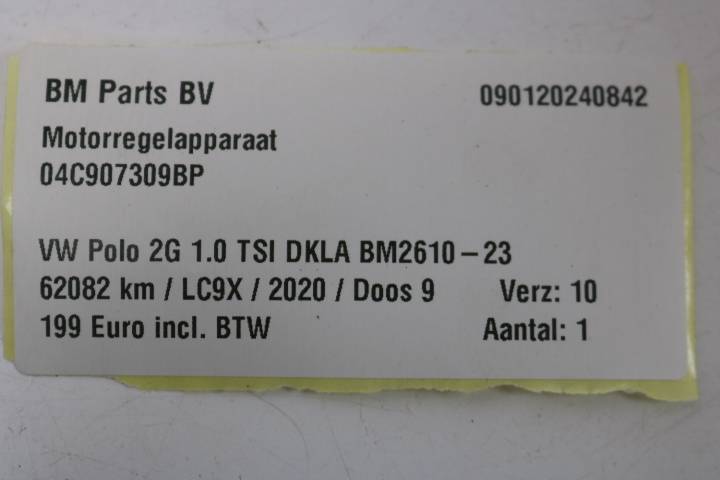 BM Parts BV 090120240842
Motorregelapparaat
04C907309BP
VW Polo 2G 1.0 TSI DKLA BM2610-23
62082 km / LC9X / 2020 / Doos 9 Verz: 10
199 Euro incl. BTW Aantal: 1